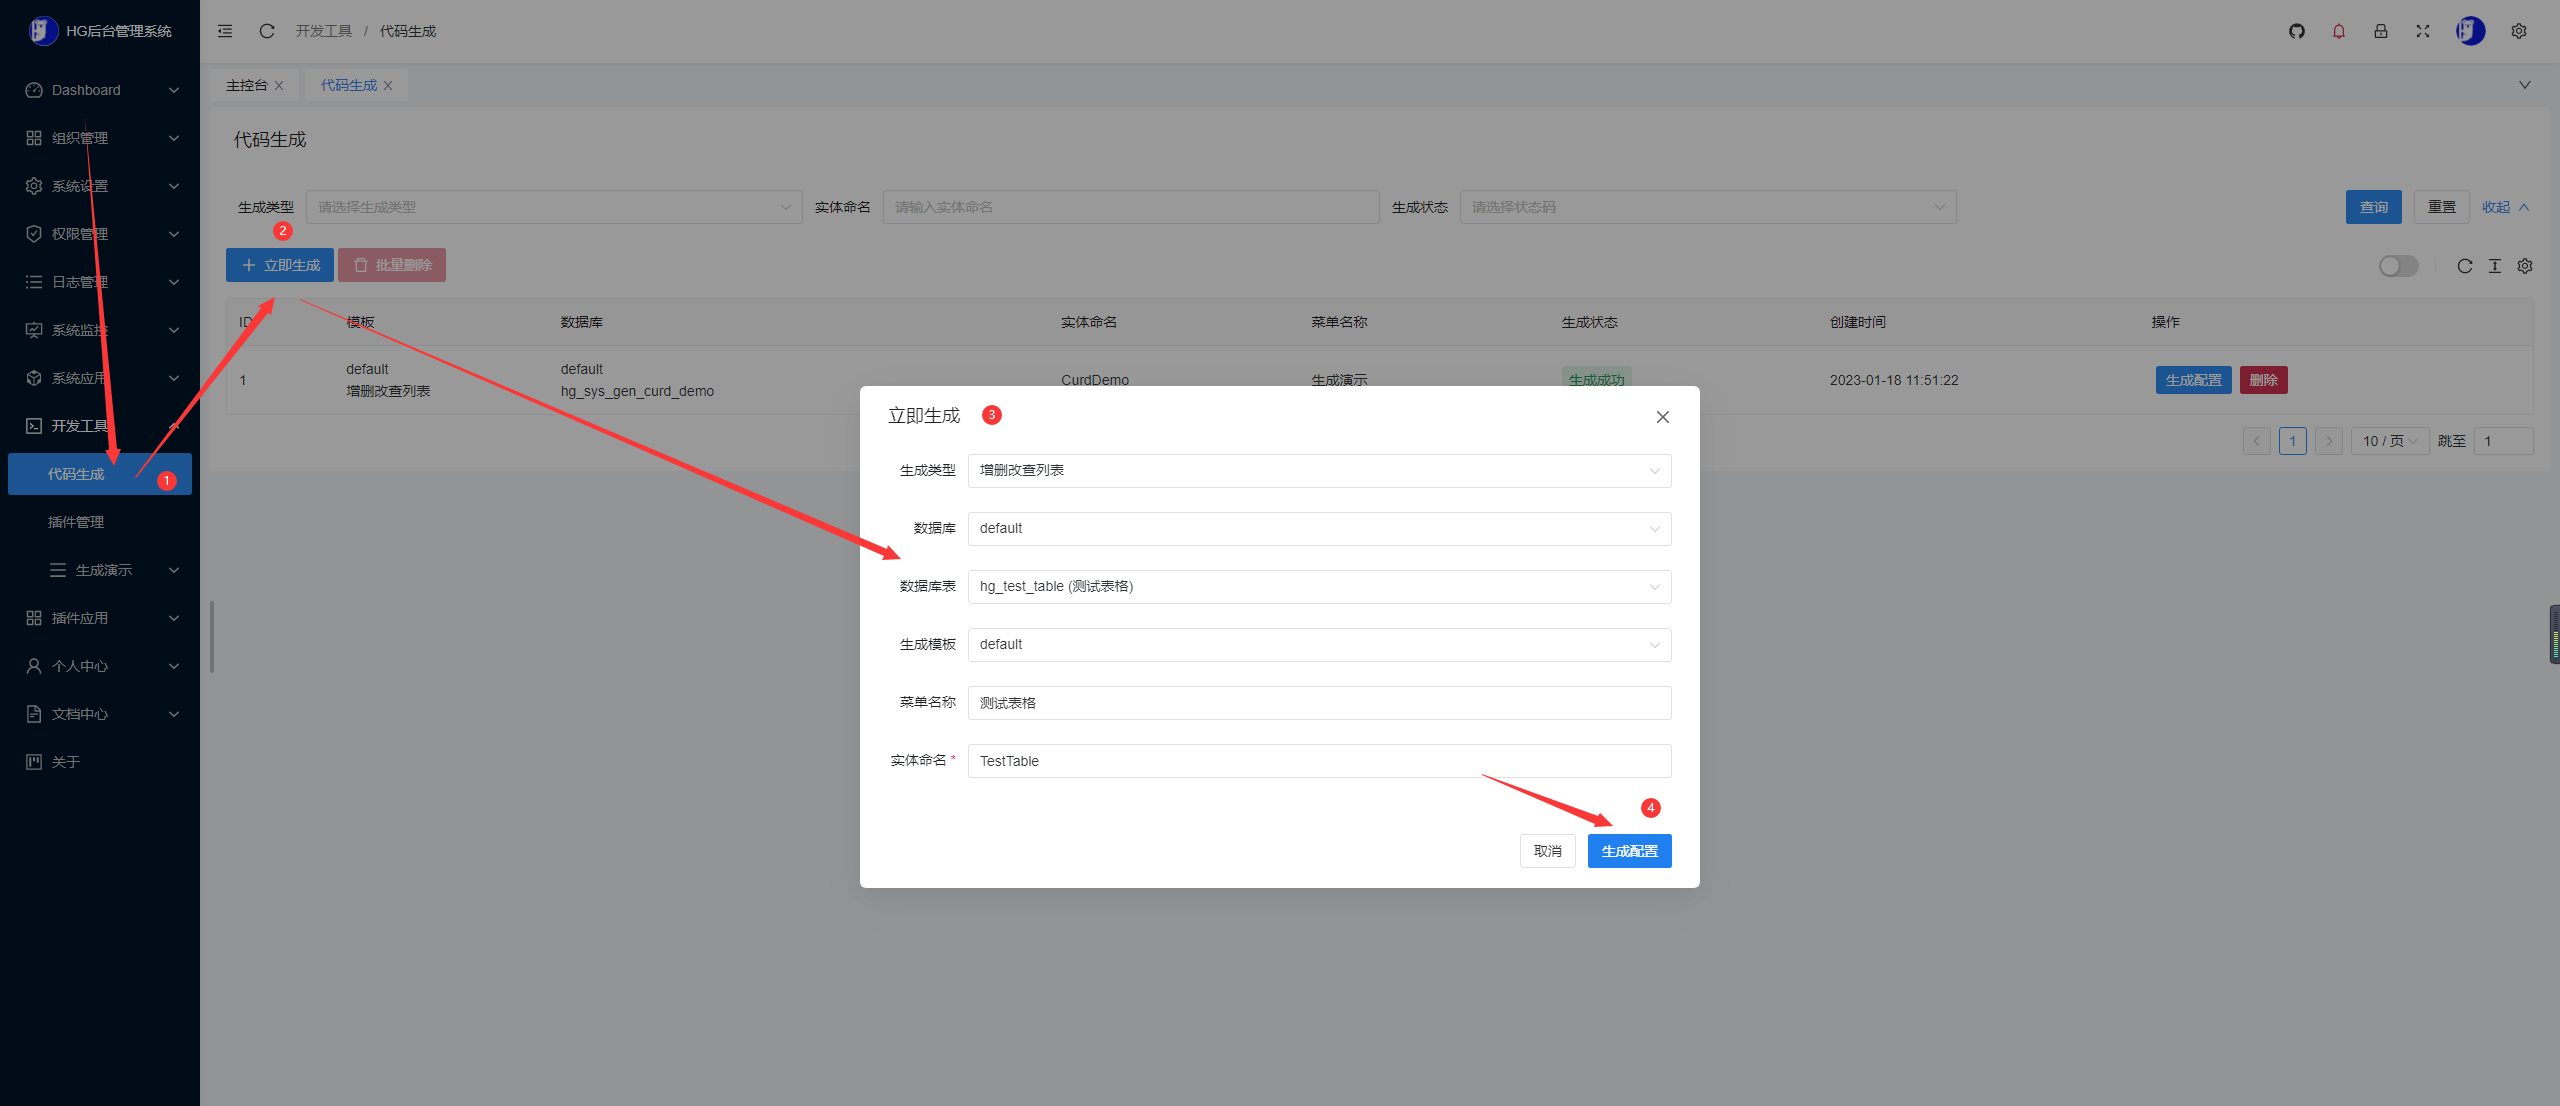 HG后台管理系统
Dashboard
组织管理
系统设置
权限管理
日志管理
系统监控
系统应用
开发工具
代码生成
1
插件管理
生成演示
插件应用
个人中心
文档中心
关于
开发工具 / 代码生成
主控台
代码生成
代码生成
生成类型 请选择生成类型 实体命名 请输入实体命名 生成状态 请选择状态码 查询 重置 收起
2
立即生成 批量删除
ID 模板 数据库 实体命名 菜单名称 生成状态 创建时间 操作
1 default 增删改查列表 default hg_sys_gen_curd_demo CurdDemo 生成演示 生成成功 2023-01-18 11:51:22 生成配置 删除
1 10 / 页 跳至 1
立即生成 3
生成类型 增删改查列表
数据库 default
数据库表 hg_test_table (测试表格)
生成模板 default
菜单名称 测试表格
实体命名 * TestTable
4
取消 生成配置